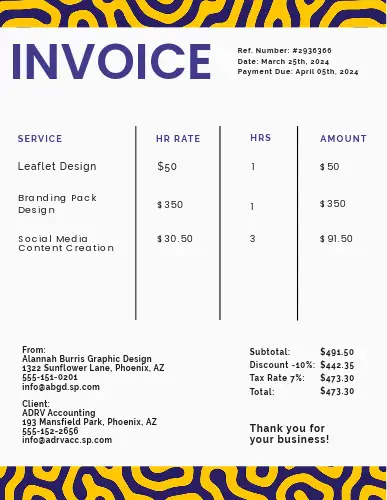 INVOICE
Ref. Number: #2936366
Date: March 25th, 2024
Payment Due: April 05th, 2024
SERVICE HR RATE HRS AMOUNT
Leaflet Design $50 1 $50
Branding Pack
Design $350 1 $350
Social Media
Content Creation $30.50 3 $91.50
From:
Alannah Burris Graphic Design
1322 Sunflower Lane, Phoenix, AZ
555-151-0201
info@abgd.sp.com
Client:
ADRV Accounting
193 Mansfield Park, Phoenix, AZ
555-152-2656
info@adrvacc.sp.com
Subtotal: $491.50
Discount -10%: $442.35
Tax Rate 7%: $473.30
Total: $473.30
Thank you for
your business!